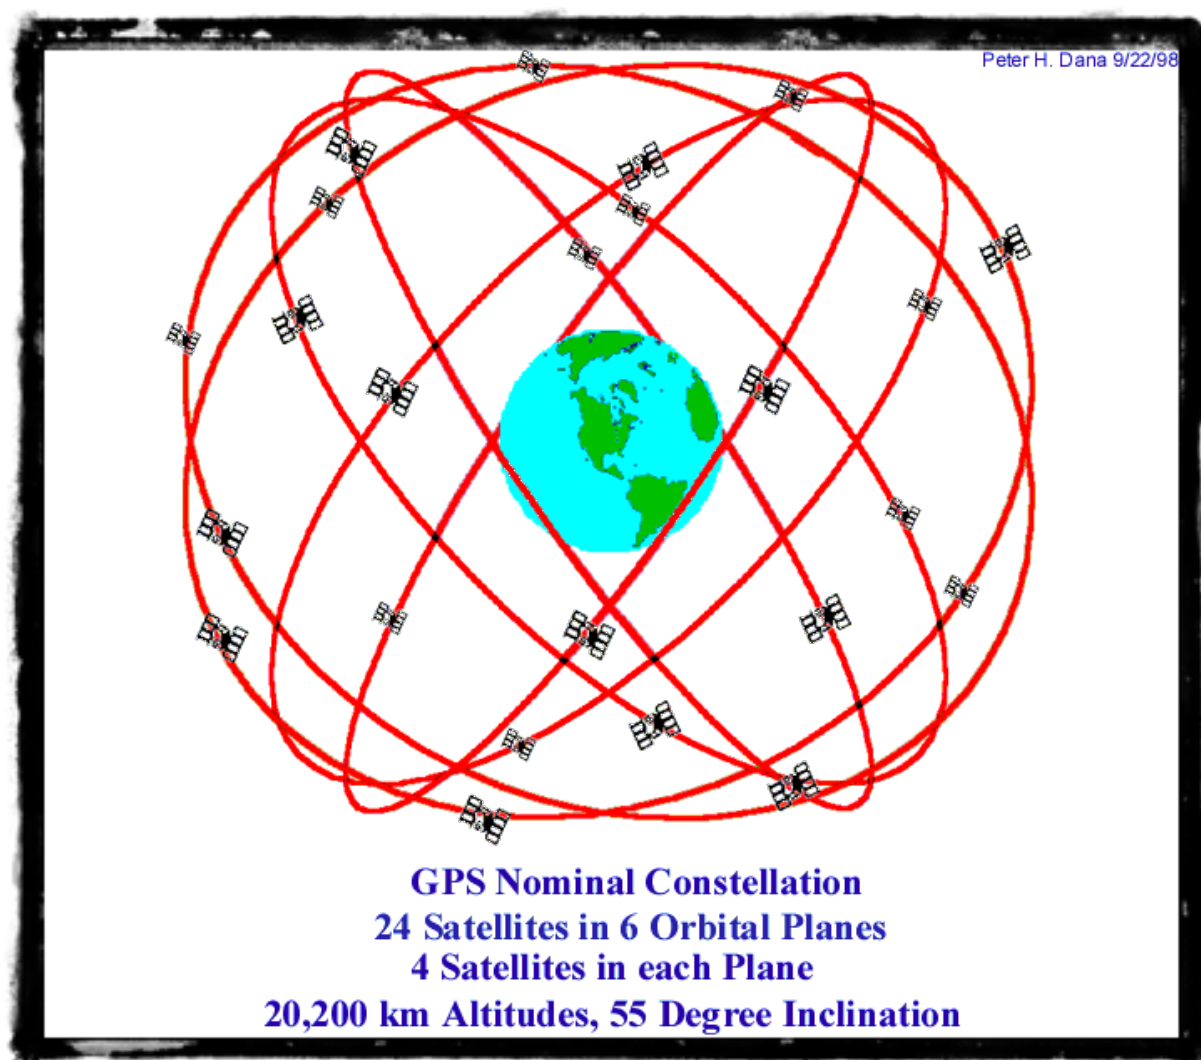 Peter H. Dana 9/22/98
GPS Nominal Constellation
24 Satellites in 6 Orbital Planes
4 Satellites in each Plane
20,200 km Altitudes, 55 Degree Inclination